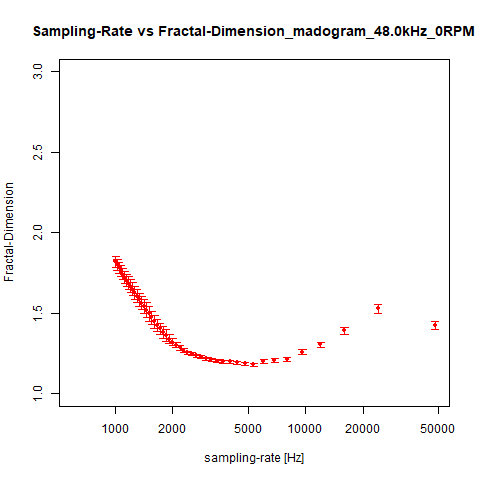 Sampling-Rate vs Fractal-Dimension_madogram_48.0kHz_0RPM
3.0
2.5
2.0
1.5
1.0
Fractal-Dimension
1000 2000 5000 10000 20000 50000
sampling-rate [Hz]